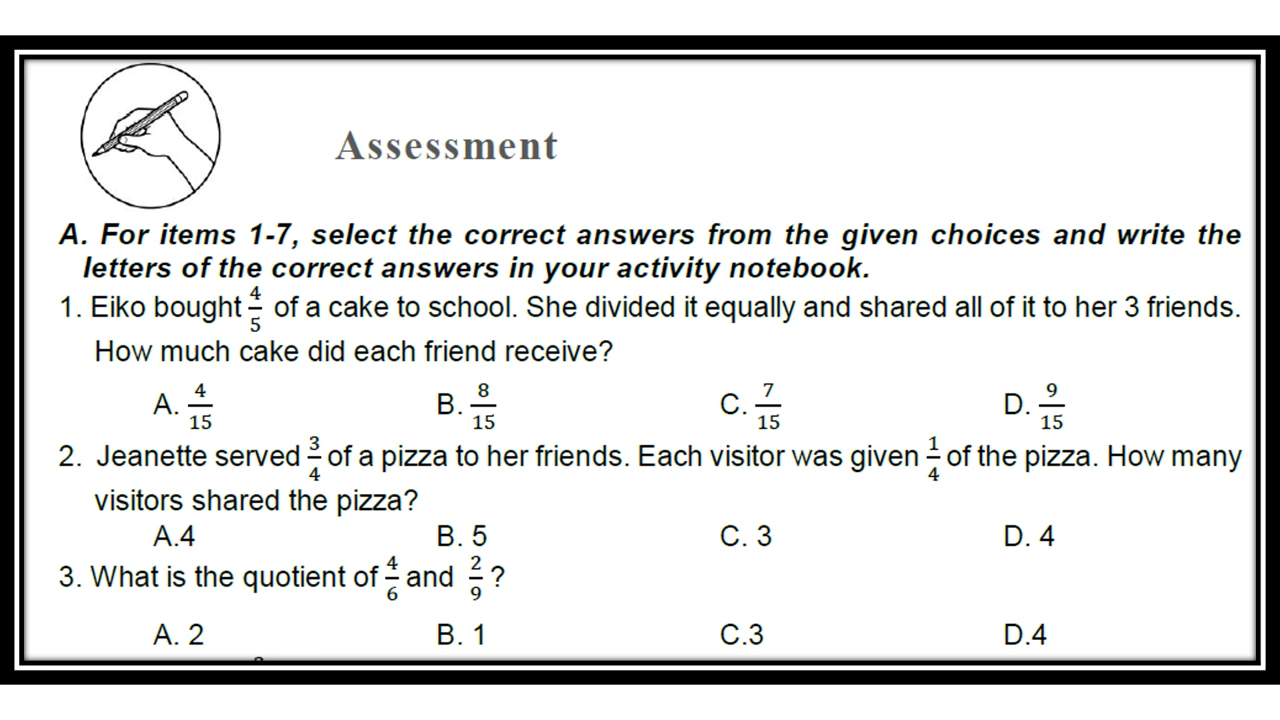 Assessment
A. For items 1-7, select the correct answers from the given choices and write the
letters of the correct answers in your activity notebook.
1. Eiko bought 4/5 of a cake to school. She divided it equally and shared all of it to her 3 friends.
How much cake did each friend receive?
A. 4/15 B. 8/15 C. 7/15 D. 9/15
2. Jeanette served 3/4 of a pizza to her friends. Each visitor was given 1/4 of the pizza. How many
visitors shared the pizza?
A.4 B. 5 C. 3 D. 4
3. What is the quotient of 4/6 and 2/9 ?
A. 2 B. 1 C.3 D.4